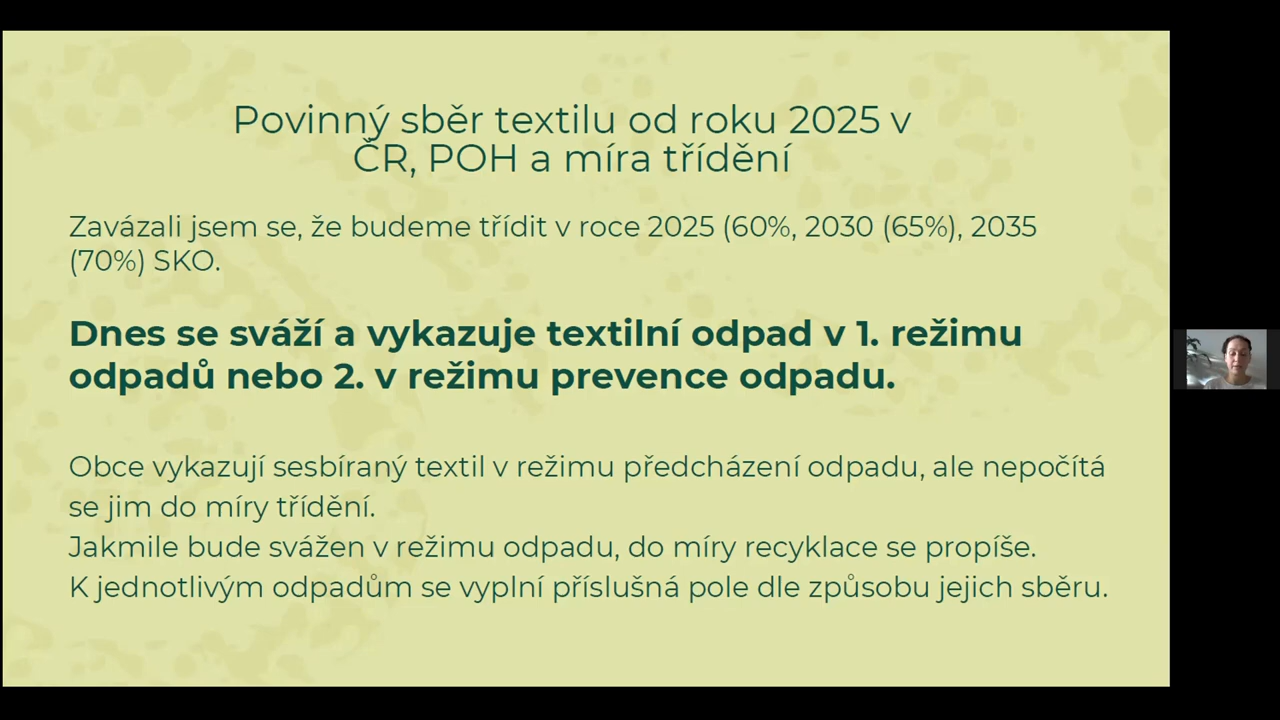 Povinný sběr textilu od roku 2025 v
ČR, POH a míra třídění
Zavázali jsem se, že budeme třídit v roce 2025 (60%, 2030 (65%), 2035
(70%) SKO.
Dnes se sváží a vykazuje textilní odpad v 1. režimu
odpadů nebo 2. v režimu prevence odpadu.
Obce vykazují sesbíraný textil v režimu předcházení odpadu, ale nepočítá
se jim do míry třídění.
Jakmile bude svážen v režimu odpadu, do míry recyklace se propíše.
K jednotlivým odpadům se vyplní příslušná pole dle způsobu jejich sběru.